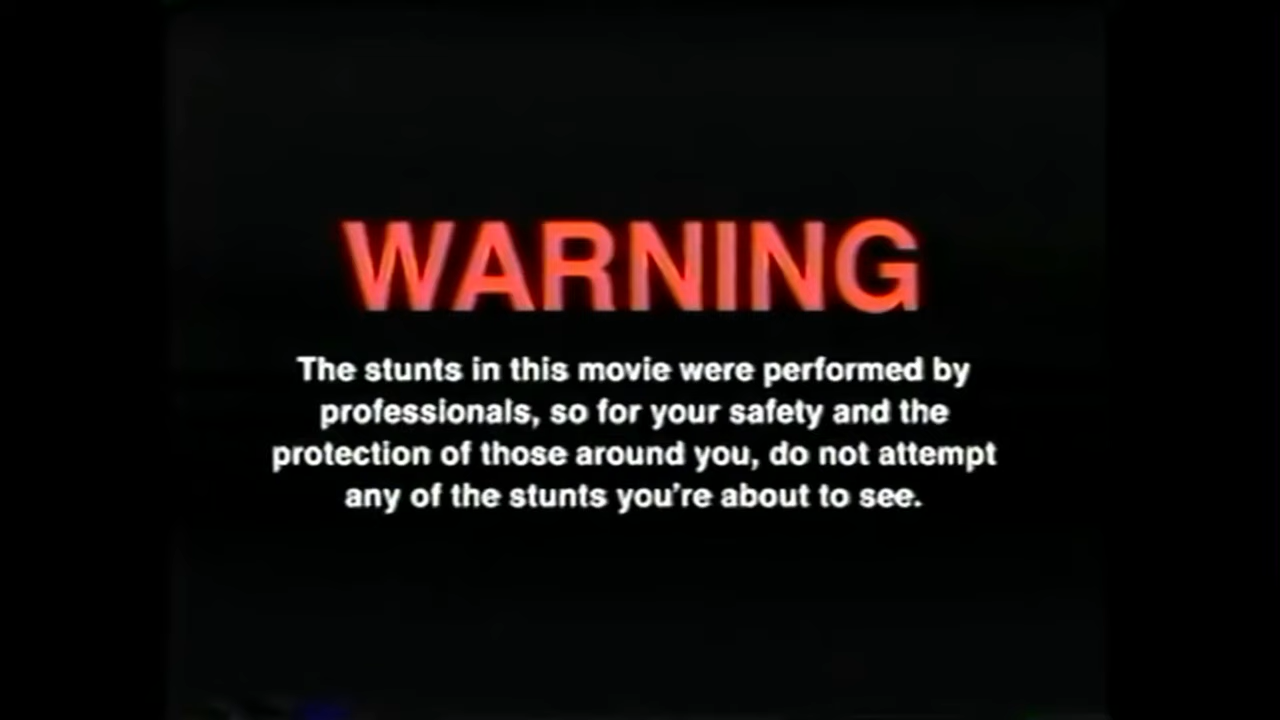 WARNING
The stunts in this movie were performed by
professionals, so for your safety and the
protection of those around you, do not attempt
any of the stunts you're about to see.